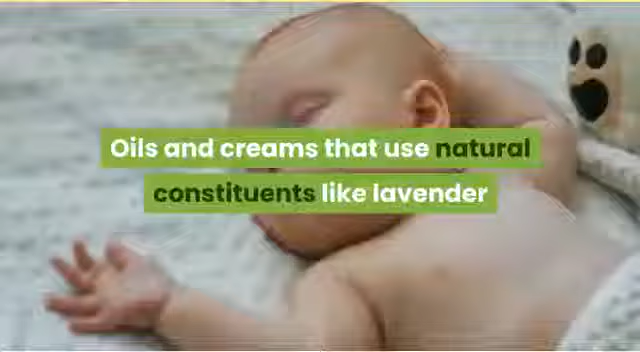 Oils and creams that use natural
constituents like lavender